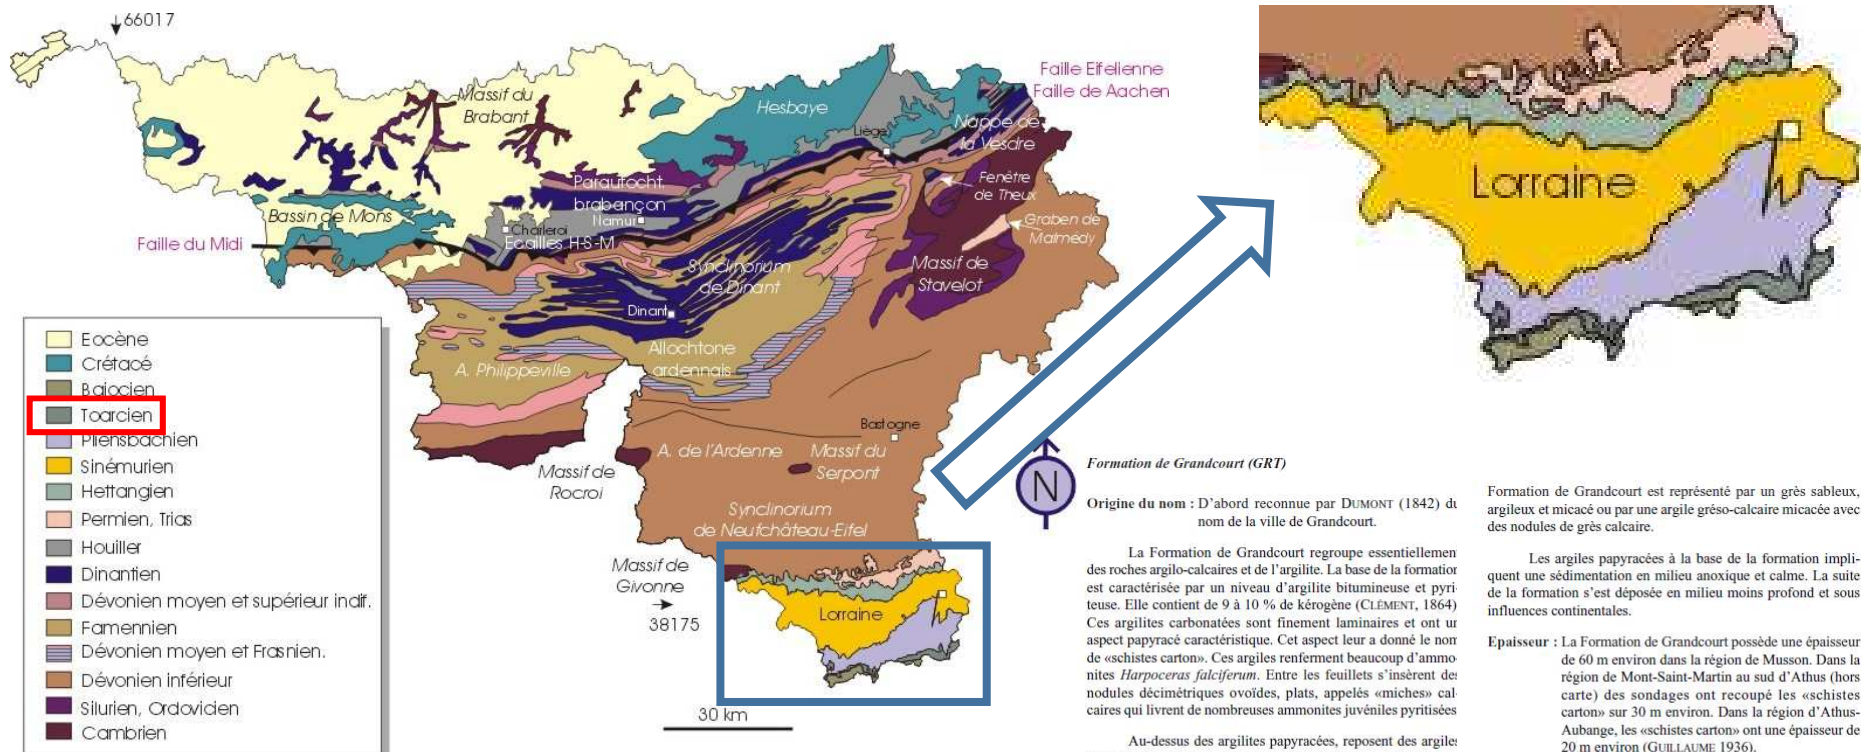 66017
Massif du
Brabant
Hesbaye
Faille Eifelienne
Faille de Aachen
Liège
Nappe de
la Vesdre
Parautocht.
brabançon
Namur
Fenêtre
de Theux
Bassin de Mons
Charleroi
Ecailles H-S-M
Graben de
Malmedy
Faille du Midi
Synclinorium
de Dinant
Massif de
Stavelot
Dinant
Allochtone
ardennais
A. Philippeville
Bastogne
A. de l'Ardenne
Massif du
Serpont
Massif de
Rocroi
Synclinorium
de Neufchâteau-Eifel
Massif de
Givonne
38175
Lorraine
30 km
Eocène
Crétacé
Bajocien
Toarcien
Pliensbachien
Sinémurien
Hettangien
Permien, Trias
Houiller
Dinantien
Dévonien moyen et supérieur indif.
Famennien
Dévonien moyen et Frasnien.
Dévonien inférieur
Silurien, Ordovicien
Cambrien
Lorraine
N
Formation de Grandcourt (GRT)
Origine du nom : D'abord reconnue par DUMONT (1842) du
nom de la ville de Grandcourt.
La Formation de Grandcourt regroupe essentiellement
des roches argilo-calcaires et de l'argilite. La base de la formation
est caractérisée par un niveau d'argilite bitumineuse et pyri-
teuse. Elle contient de 9 à 10 % de kérogène (CLÉMENT, 1864)
Ces argilites carbonatées sont finement laminaires et ont un
aspect papyracé caractéristique. Cet aspect leur a donné le nom
de «schistes carton». Ces argiles renferment beaucoup d'ammo-
nites Harpoceras falciferum. Entre les feuillets s'insèrent des
nodules décimétriques ovoïdes, plats, appelés «miches» cal-
caires qui livrent de nombreuses ammonites juvéniles pyritisées
Au-dessus des argilites papyracées, reposent des argiles
Formation de Grandcourt est représenté par un grès sableux,
argileux et micacé ou par une argile gréso-calcaire micacée avec
des nodules de grès calcaire.
Les argiles papyracées à la base de la formation impli-
quent une sédimentation en milieu anoxique et calme. La suite
de la formation s'est déposée en milieu moins profond et sous
influences continentales.
Epaisseur : La Formation de Grandcourt possède une épaisseur
de 60 m environ dans la région de Musson. Dans la
région de Mont-Saint-Martin au sud d'Athus (hors
carte) des sondages ont recoupé les «schistes
carton» sur 30 m environ. Dans la région d'Athus-
Aubange, les «schistes carton» ont une épaisseur de
20 m environ (GUILLAUME 1936).